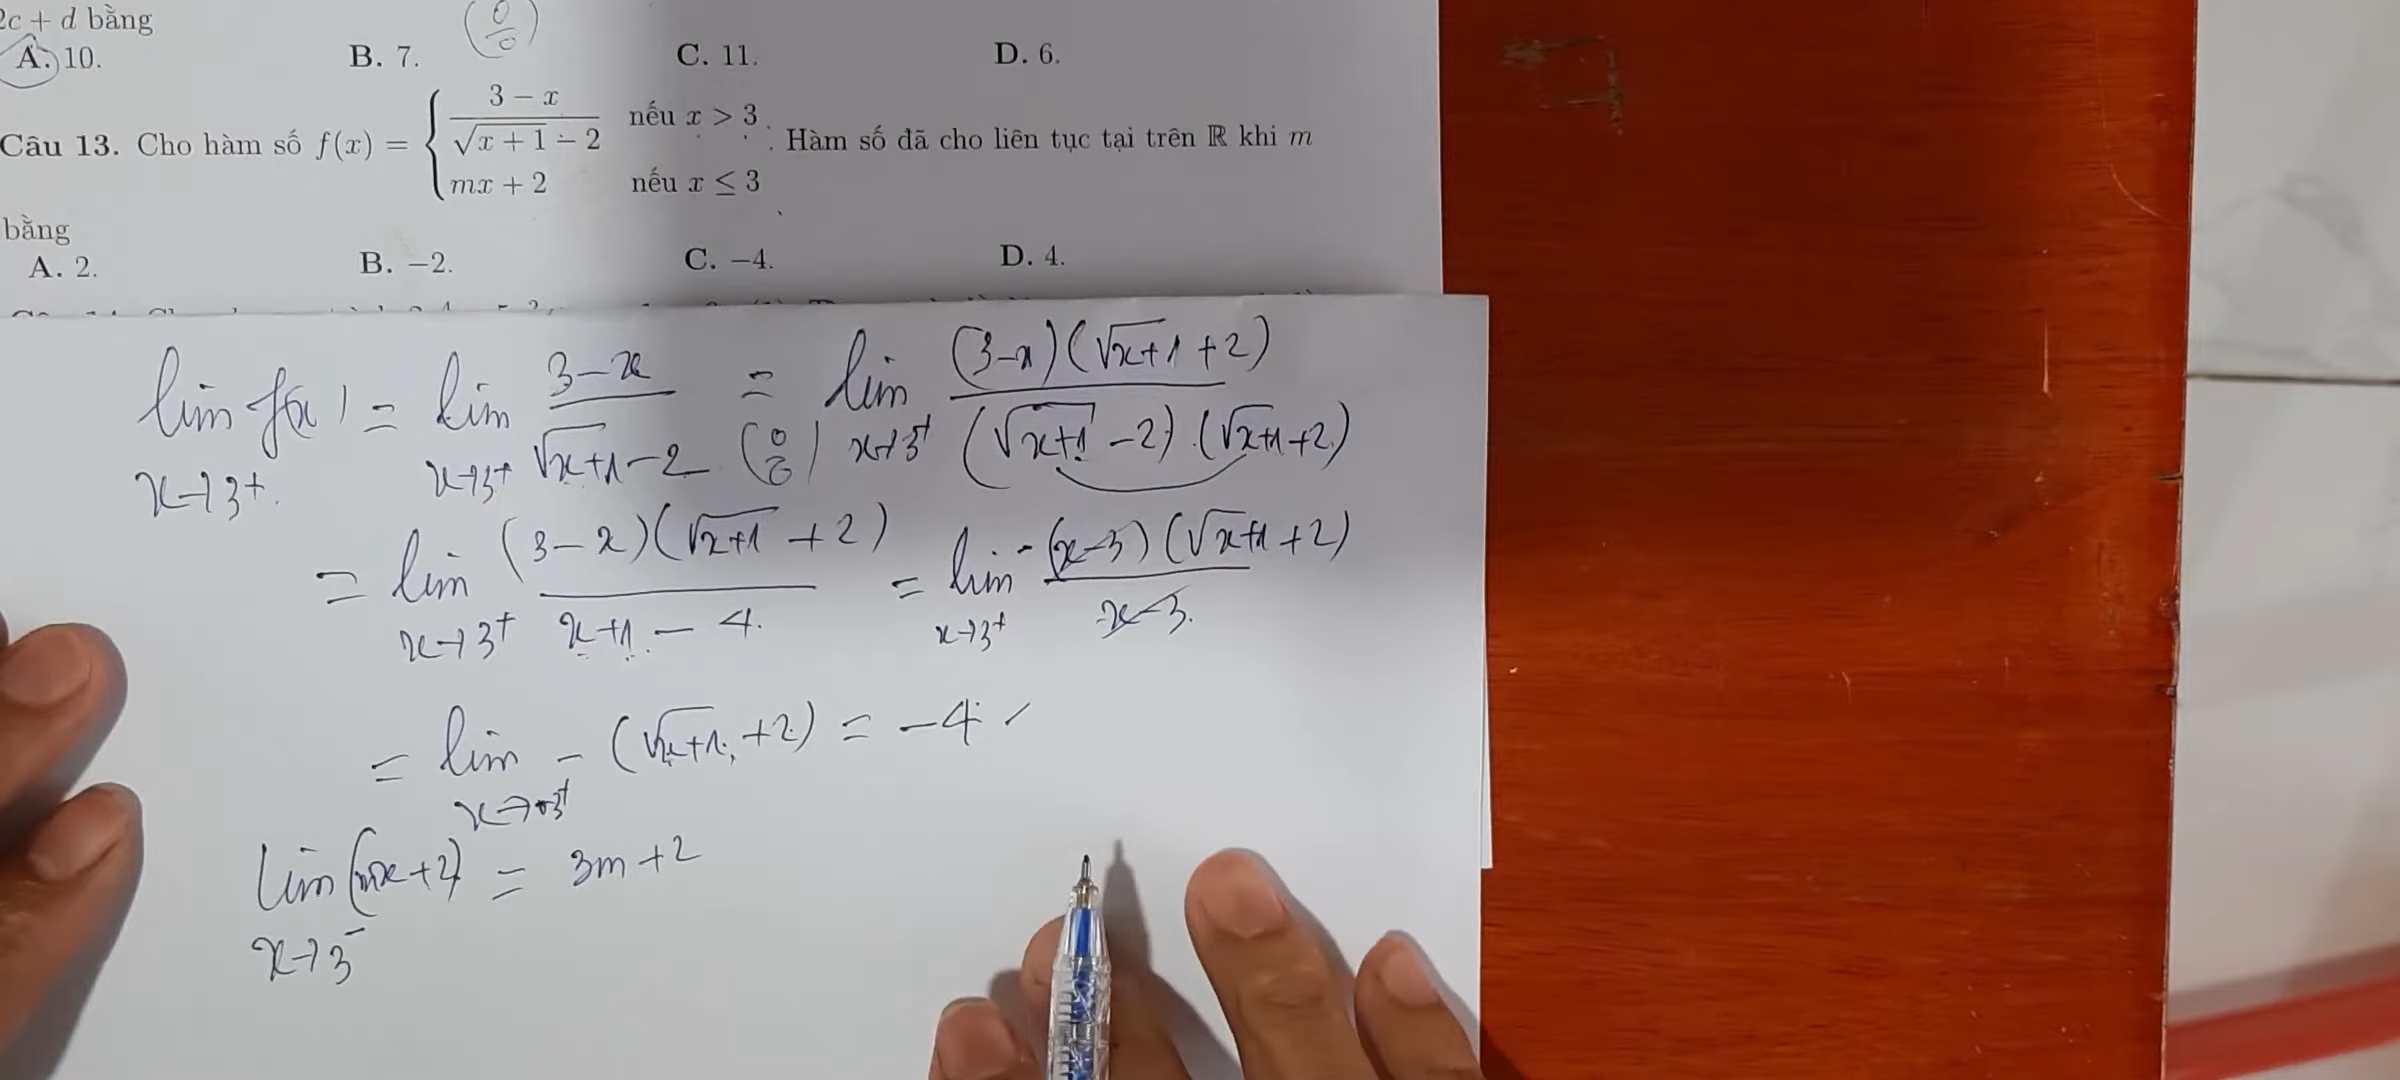 2c + d bằng
(0/0)
A. 10. B. 7. C. 11. D. 6.
Câu 13. Cho hàm số f(x) = { (3 − x)/(√(x + 1) − 2) nếu x > 3 . Hàm số đã cho liên tục tại trên ℝ khi m
mx + 2 nếu x ≤ 3
bằng
A. 2. B. −2. C. −4. D. 4.
lim f(x) = lim (3−x)/(√(x+1)−2) (0/0) = lim (3−x)(√(x+1)+2)/(√(x+1)−2).(√(x+1)+2)
x→3⁺ x→3⁺ x→3⁺
= lim (3−x)(√(x+1)+2)/(x+1−4) = lim −(x−3)(√(x+1)+2)/(x−3)
x→3⁺ x→3⁺
= lim −(√(x+1)+2) = −4
x→3⁺
lim (mx+2) = 3m+2
x→3⁻